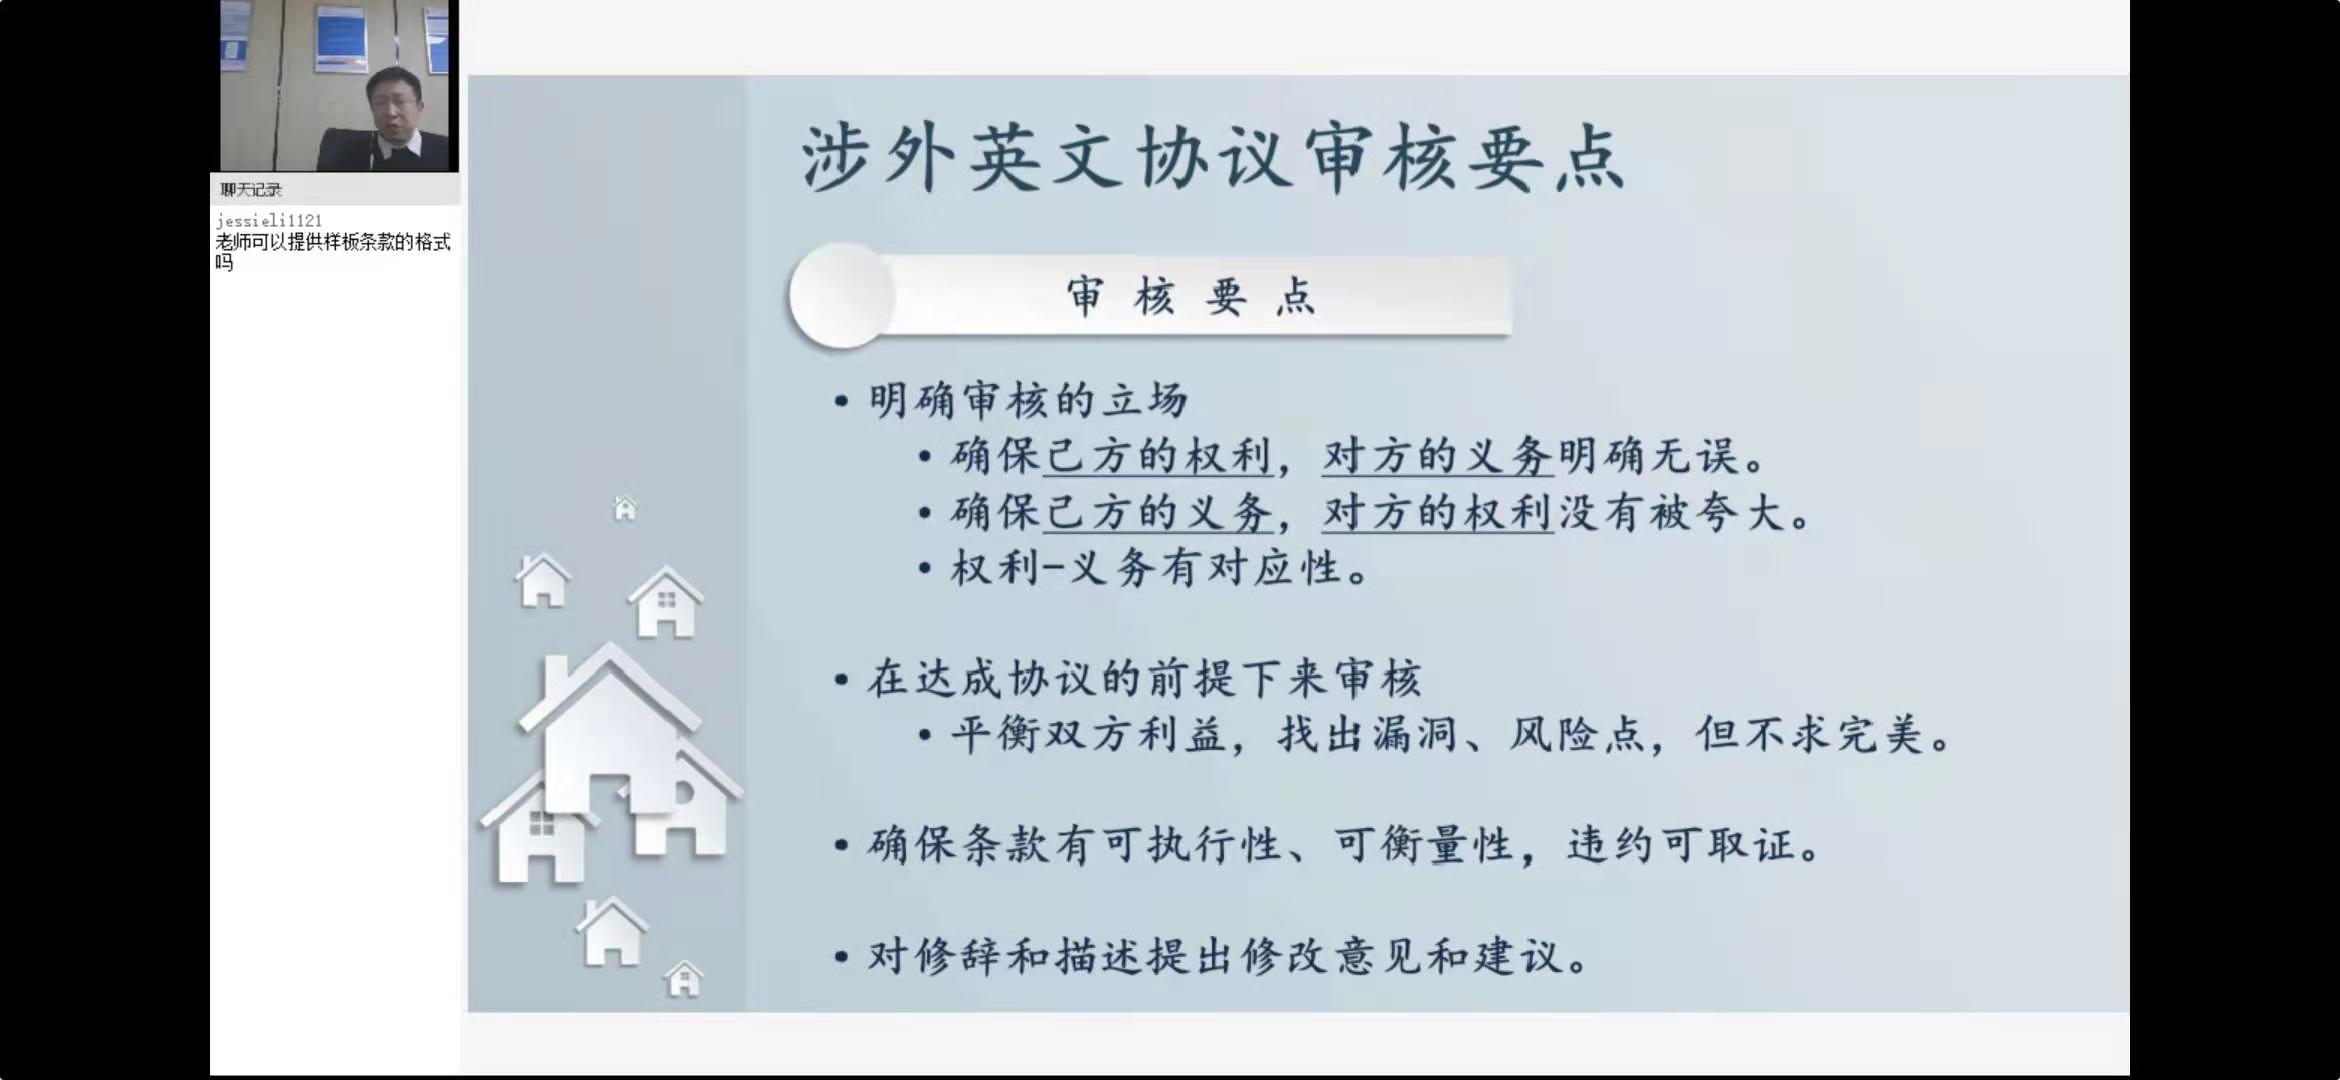 聊天记录
jessieli1121
老师可以提供样板条款的格式
吗
涉外英文协议审核要点
审核要点
• 明确审核的立场
• 确保己方的权利，对方的义务明确无误。
• 确保己方的义务，对方的权利没有被夸大。
• 权利-义务有对应性。
• 在达成协议的前提下来审核
• 平衡双方利益，找出漏洞、风险点，但不求完美。
• 确保条款有可执行性、可衡量性，违约可取证。
• 对修辞和描述提出修改意见和建议。